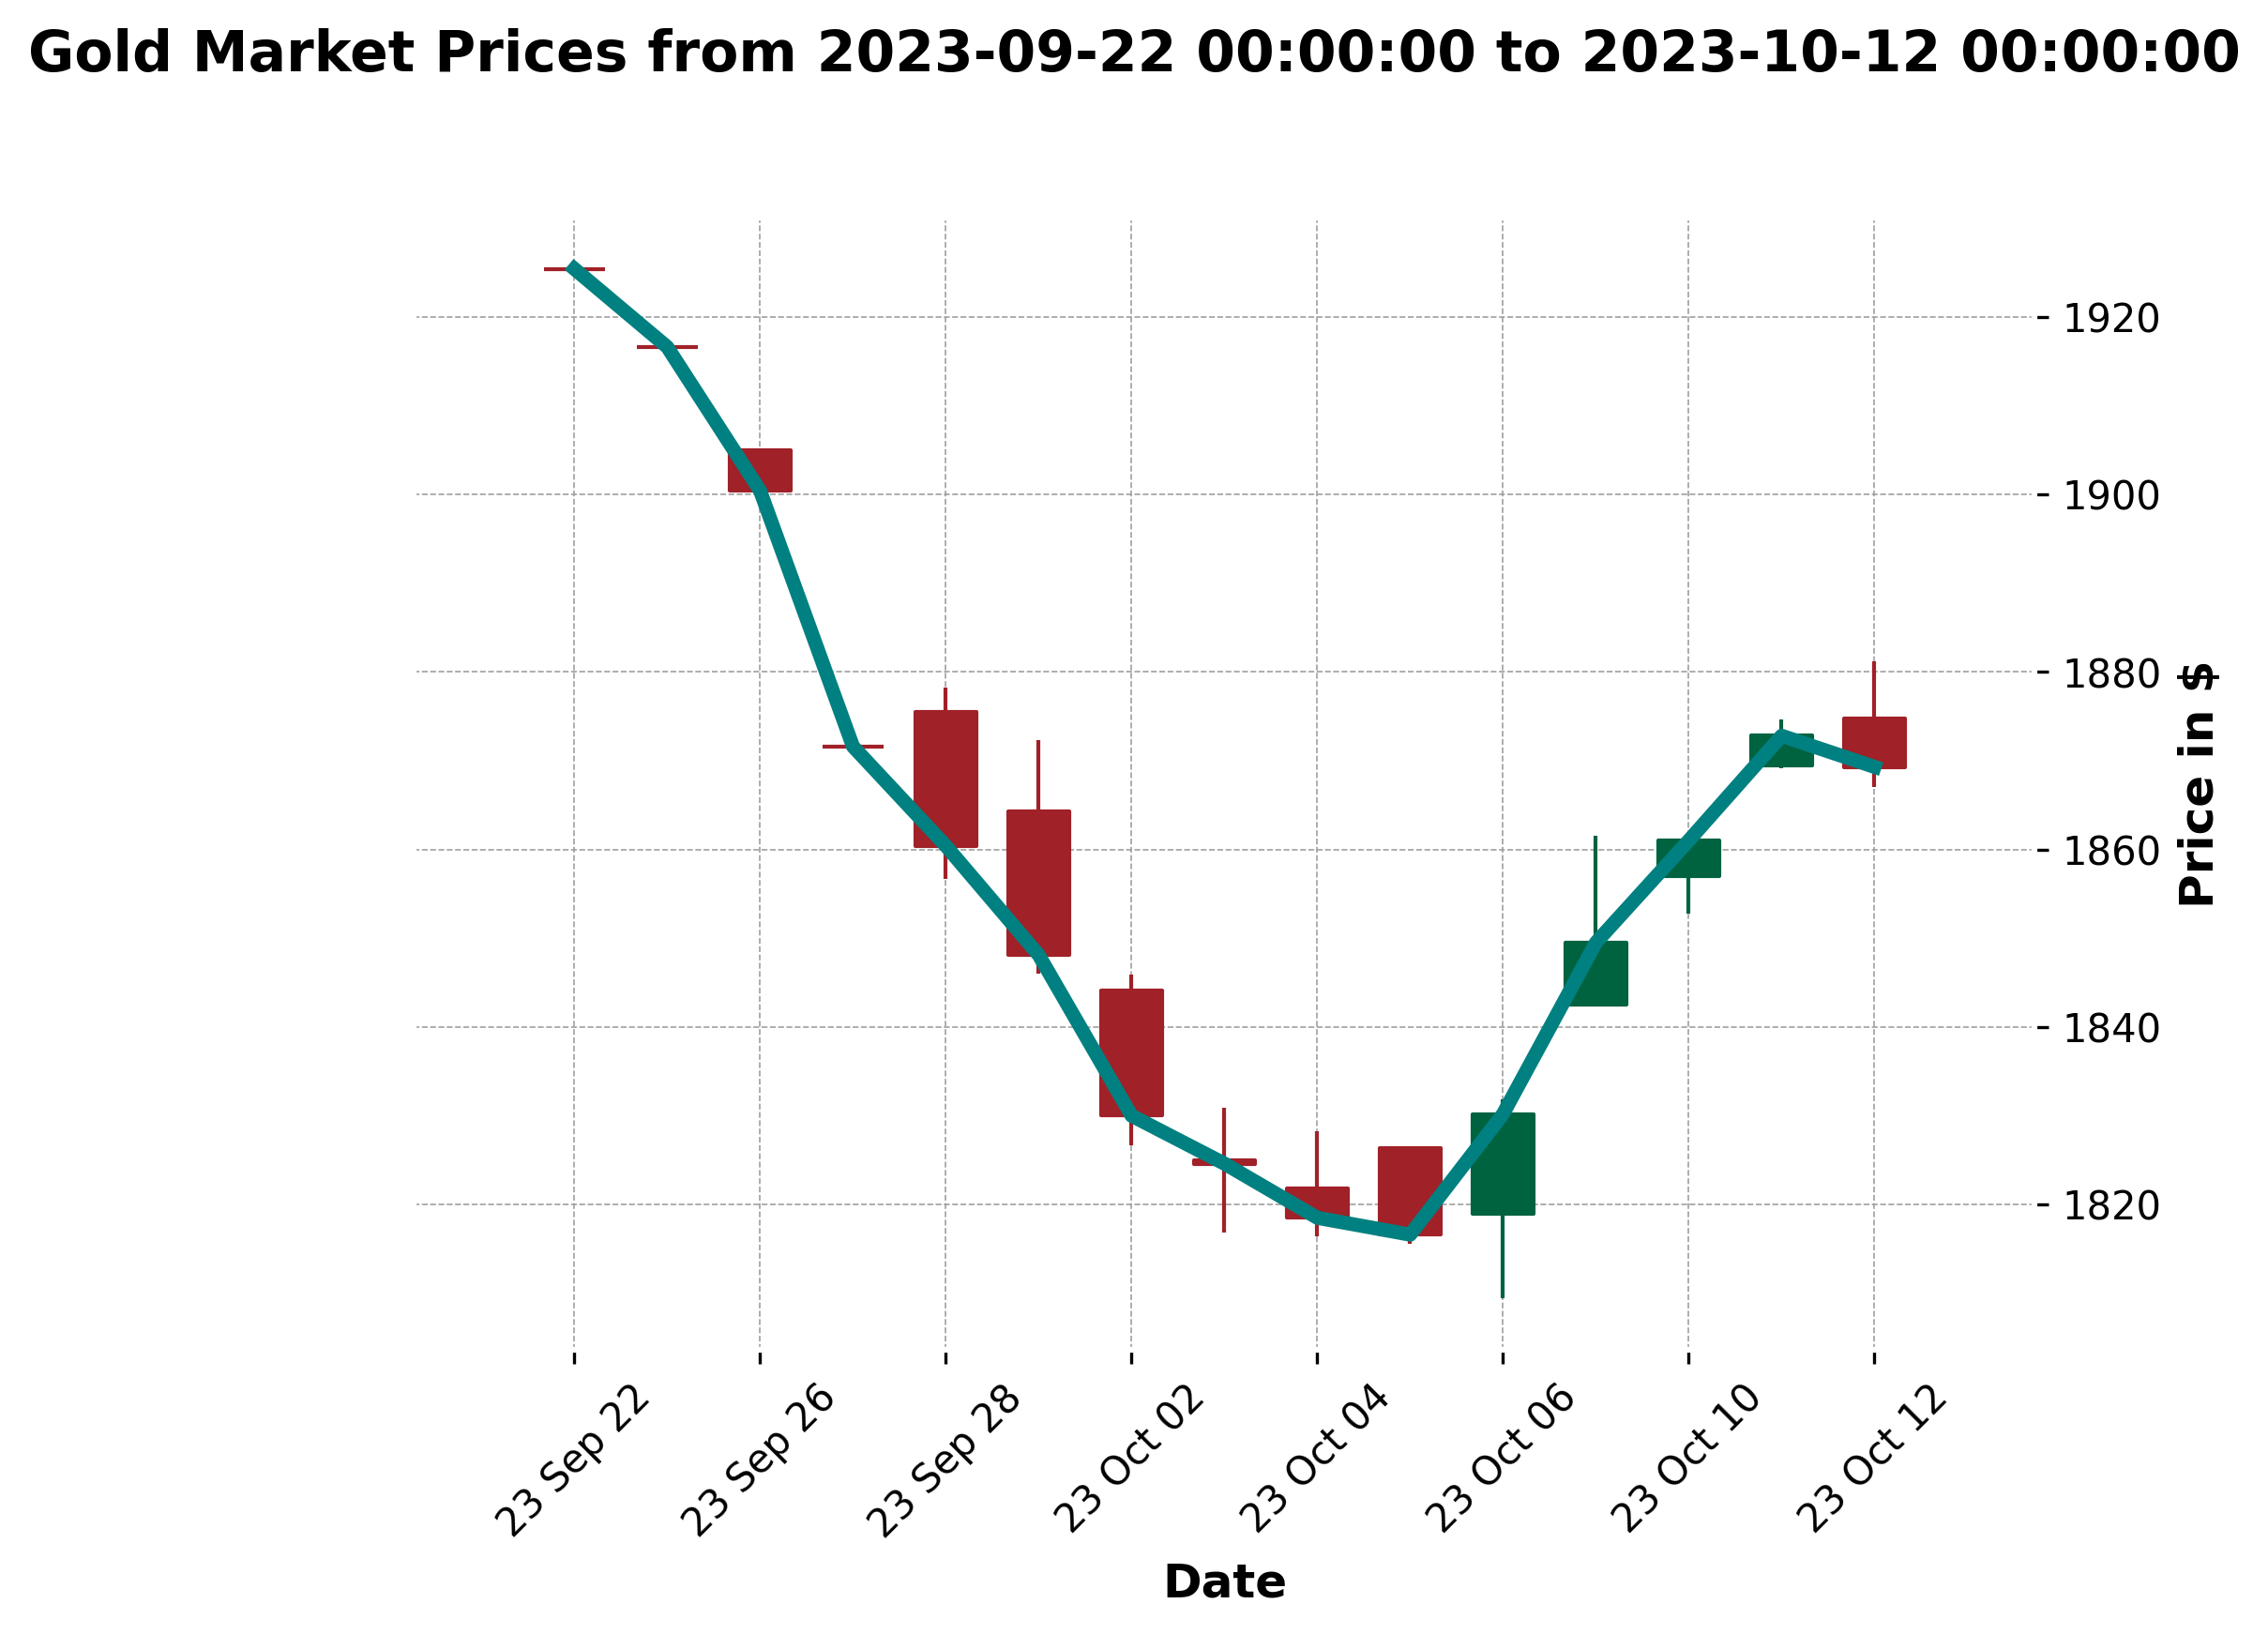 Gold Market Prices from 2023-09-22 00:00:00 to 2023-10-12 00:00:00
1920
1900
1880
1860
1840
1820
Price in $
23 Sep 22
23 Sep 26
23 Sep 28
23 Oct 02
23 Oct 04
23 Oct 06
23 Oct 10
23 Oct 12
Date